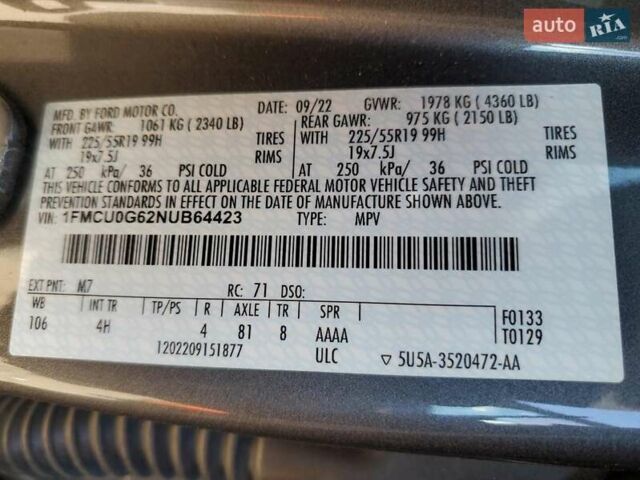 auto RIA.com
MFD. BY FORD MOTOR CO. DATE: 09/22 GVWR: 1978 KG ( 4360 LB)
FRONT GAWR: 1061 KG ( 2340 LB) REAR GAWR: 975 KG ( 2150 LB)
WITH 225/55R19 99H TIRES WITH 225/55R19 99H TIRES
19x7.5J RIMS 19x7.5J RIMS
AT 250 kPa/ 36 PSI COLD AT 250 kPa/ 36 PSI COLD
THIS VEHICLE CONFORMS TO ALL APPLICABLE FEDERAL MOTOR VEHICLE SAFETY AND THEFT
PREVENTION STANDARDS IN EFFECT ON THE DATE OF MANUFACTURE SHOWN ABOVE.
VIN: 1FMCU0G62NUB64423 TYPE: MPV
EXT PNT: M7 RC: 71 DSO:
WB INT TR TP/PS R AXLE TR SPR
106 4H 4 81 8 AAAA
ULC
1202209151877
F0133
T0129
▽ 5U5A-3520472-AA